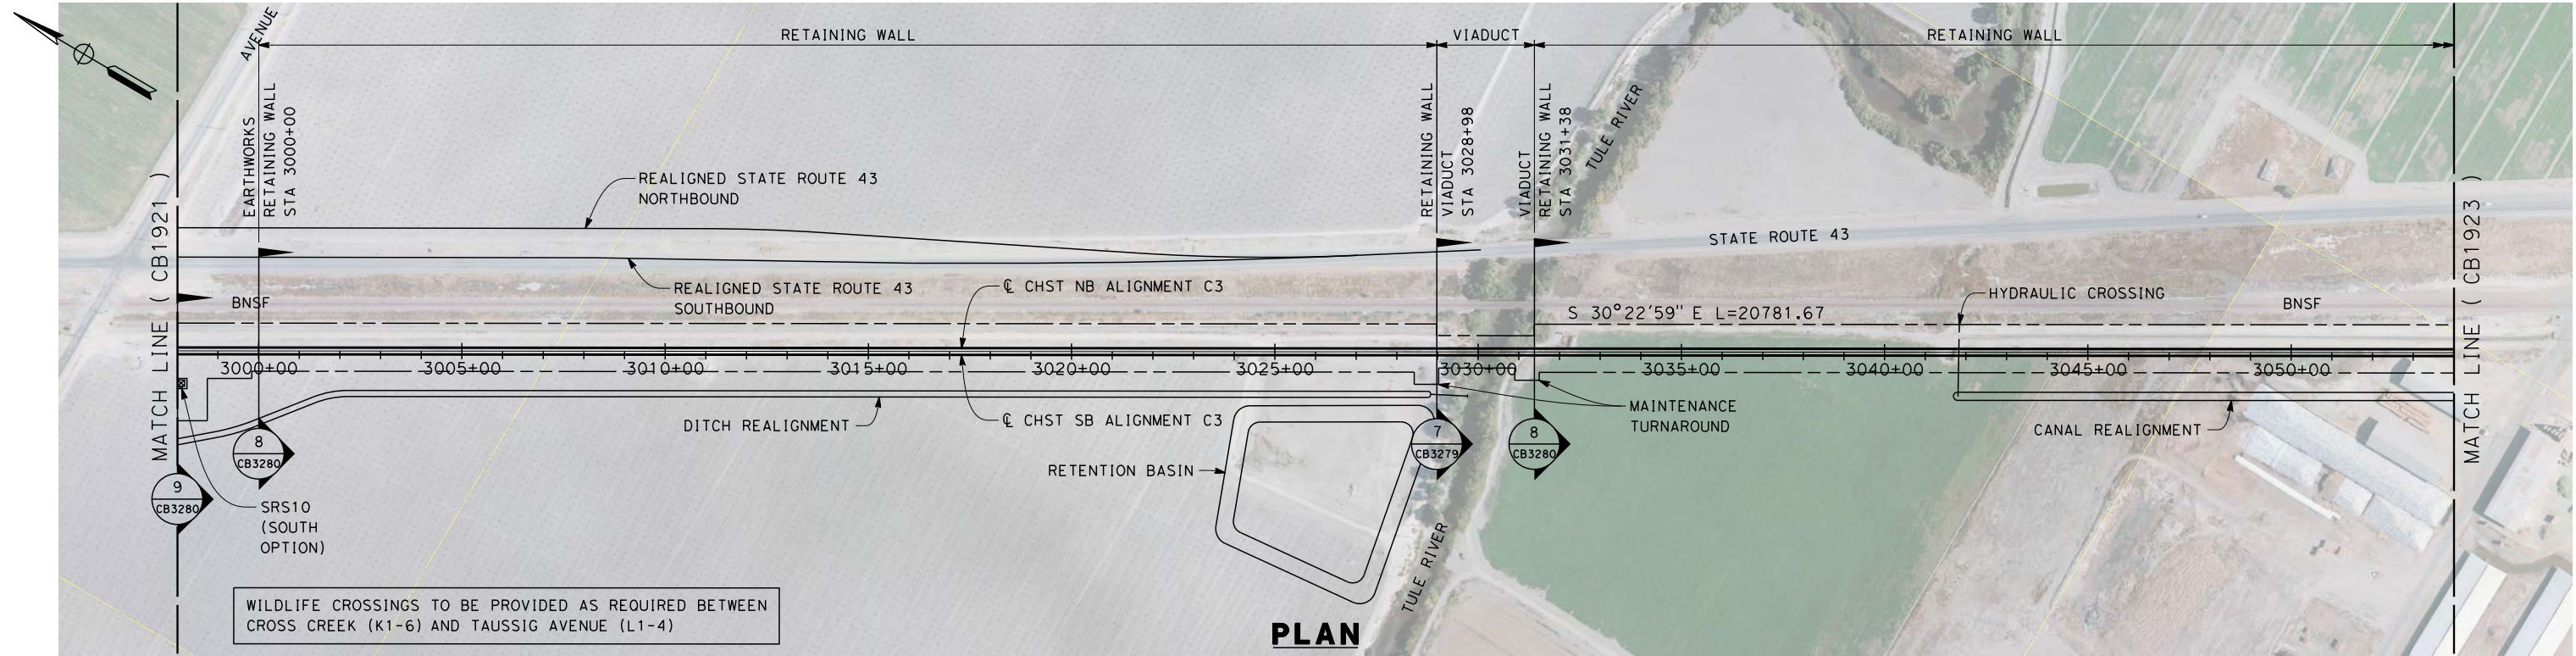 AVENUE
RETAINING WALL
VIADUCT
RETAINING WALL
MATCH LINE ( CB1921 )
EARTHWORKS
RETAINING WALL
STA 3000+00
RETAINING WALL
VIADUCT
STA 3028+98
VIADUCT
RETAINING WALL
STA 3031+38
TULE RIVER
MATCH LINE ( CB1923 )
REALIGNED STATE ROUTE 43
NORTHBOUND
STATE ROUTE 43
REALIGNED STATE ROUTE 43
SOUTHBOUND
℄ CHST NB ALIGNMENT C3
BNSF
S 30°22'59" E L=20781.67
HYDRAULIC CROSSING
BNSF
3000+00
3005+00
3010+00
3015+00
3020+00
3025+00
3030+00
3035+00
3040+00
3045+00
3050+00
DITCH REALIGNMENT
℄ CHST SB ALIGNMENT C3
MAINTENANCE
TURNAROUND
CANAL REALIGNMENT
8
CB3280
7
CB3279
8
CB3280
RETENTION BASIN
9
CB3280
SRS10
(SOUTH
OPTION)
TULE RIVER
WILDLIFE CROSSINGS TO BE PROVIDED AS REQUIRED BETWEEN
CROSS CREEK (K1-6) AND TAUSSIG AVENUE (L1-4)
PLAN